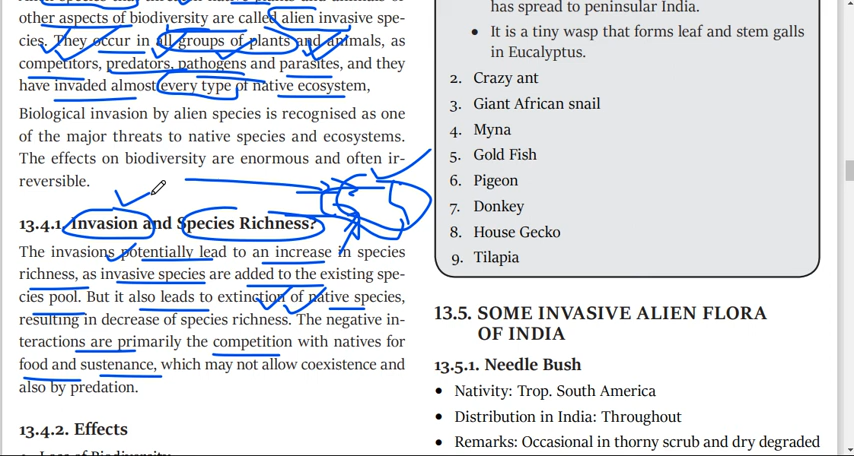 other aspects of biodiversity are called alien invasive spe-
cies. They occur in all groups of plants and animals, as
competitors, predators, pathogens and parasites, and they
have invaded almost every type of native ecosystem,
Biological invasion by alien species is recognised as one
of the major threats to native species and ecosystems.
The effects on biodiversity are enormous and often ir-
reversible.
13.4.1. Invasion and Species Richness?
The invasions potentially lead to an increase in species
richness, as invasive species are added to the existing spe-
cies pool. But it also leads to extinction of native species,
resulting in decrease of species richness. The negative in-
teractions are primarily the competition with natives for
food and sustenance, which may not allow coexistence and
also by predation.
13.4.2. Effects
has spread to peninsular India.
• It is a tiny wasp that forms leaf and stem galls
in Eucalyptus.
2. Crazy ant
3. Giant African snail
4. Myna
5. Gold Fish
6. Pigeon
7. Donkey
8. House Gecko
9. Tilapia
13.5. SOME INVASIVE ALIEN FLORA
OF INDIA
13.5.1. Needle Bush
• Nativity: Trop. South America
• Distribution in India: Throughout
• Remarks: Occasional in thorny scrub and dry degraded